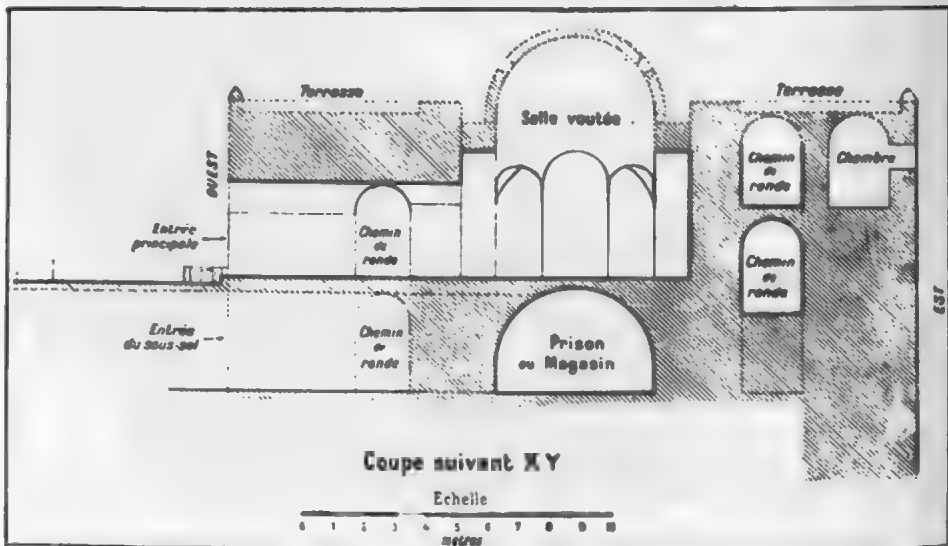 Terrasse
Terrasse
Salle voutée
OUEST
Chemin
de
ronde
Chambre
Entrée
principale
Chemin
de
ronde
Chemin
de
ronde
EST
Entrée
du sous-sol
Chemin
de
ronde
Prison
ou Magasin
Coupe suivant XY
Echelle
0 1 2 3 4 5 6 7 8 9 10
metres